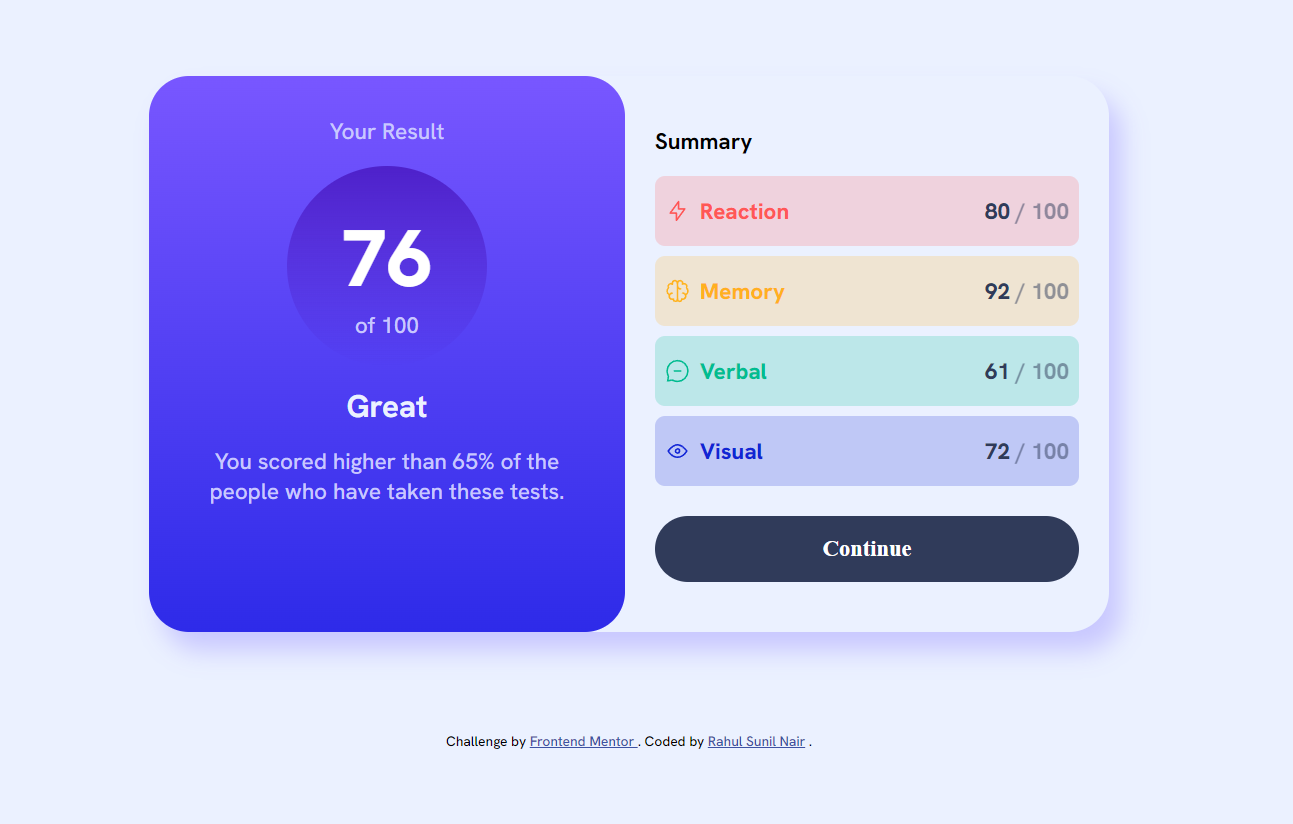 Your Result
76
of 100
Great
You scored higher than 65% of the
people who have taken these tests.
Summary
Reaction 80 / 100
Memory 92 / 100
Verbal 61 / 100
Visual 72 / 100
Continue
Challenge by Frontend Mentor . Coded by Rahul Sunil Nair .